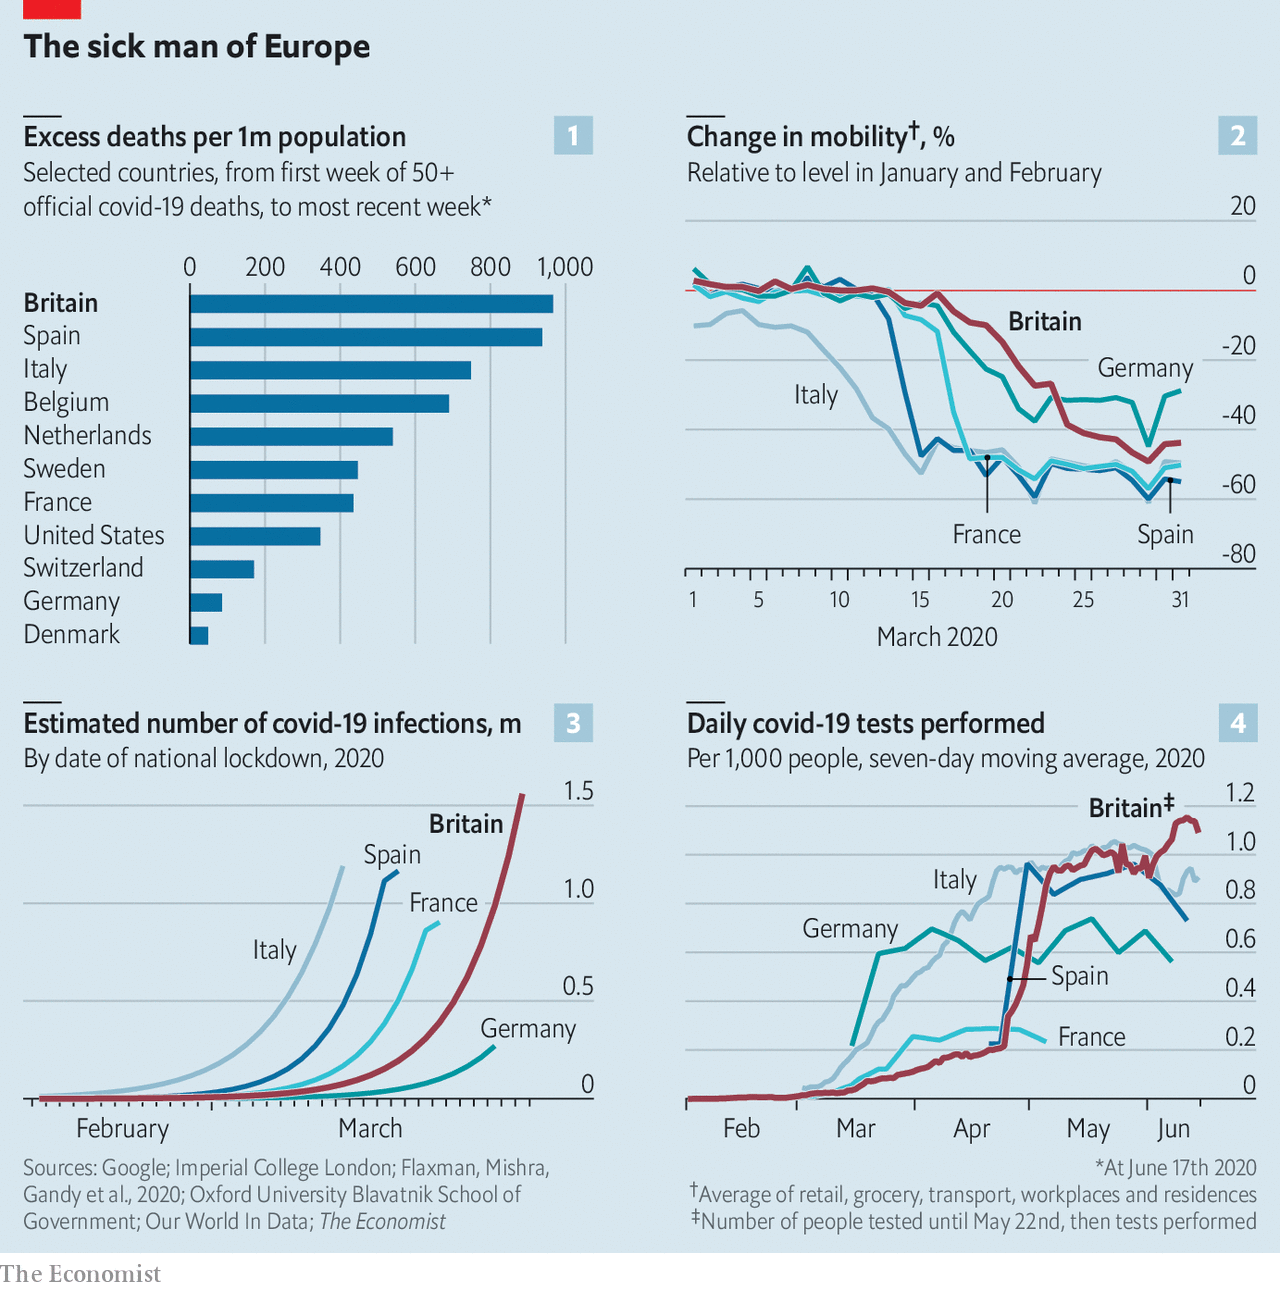 The sick man of Europe
Excess deaths per 1m population
1
Selected countries, from first week of 50+
official covid-19 deaths, to most recent week*
0 200 400 600 800 1,000
Britain
Spain
Italy
Belgium
Netherlands
Sweden
France
United States
Switzerland
Germany
Denmark
Change in mobility†, %
2
Relative to level in January and February
20
0
-20
-40
-60
-80
Britain
Germany
Italy
France
Spain
1 5 10 15 20 25 31
March 2020
Estimated number of covid-19 infections, m
3
By date of national lockdown, 2020
1.5
1.0
0.5
0
Britain
Spain
France
Italy
Germany
February March
Daily covid-19 tests performed
4
Per 1,000 people, seven-day moving average, 2020
1.2
1.0
0.8
0.6
0.4
0.2
0
Britain‡
Italy
Germany
Spain
France
Feb Mar Apr May Jun
Sources: Google; Imperial College London; Flaxman, Mishra,
Gandy et al., 2020; Oxford University Blavatnik School of
Government; Our World In Data; The Economist
*At June 17th 2020
†Average of retail, grocery, transport, workplaces and residences
‡Number of people tested until May 22nd, then tests performed
The Economist